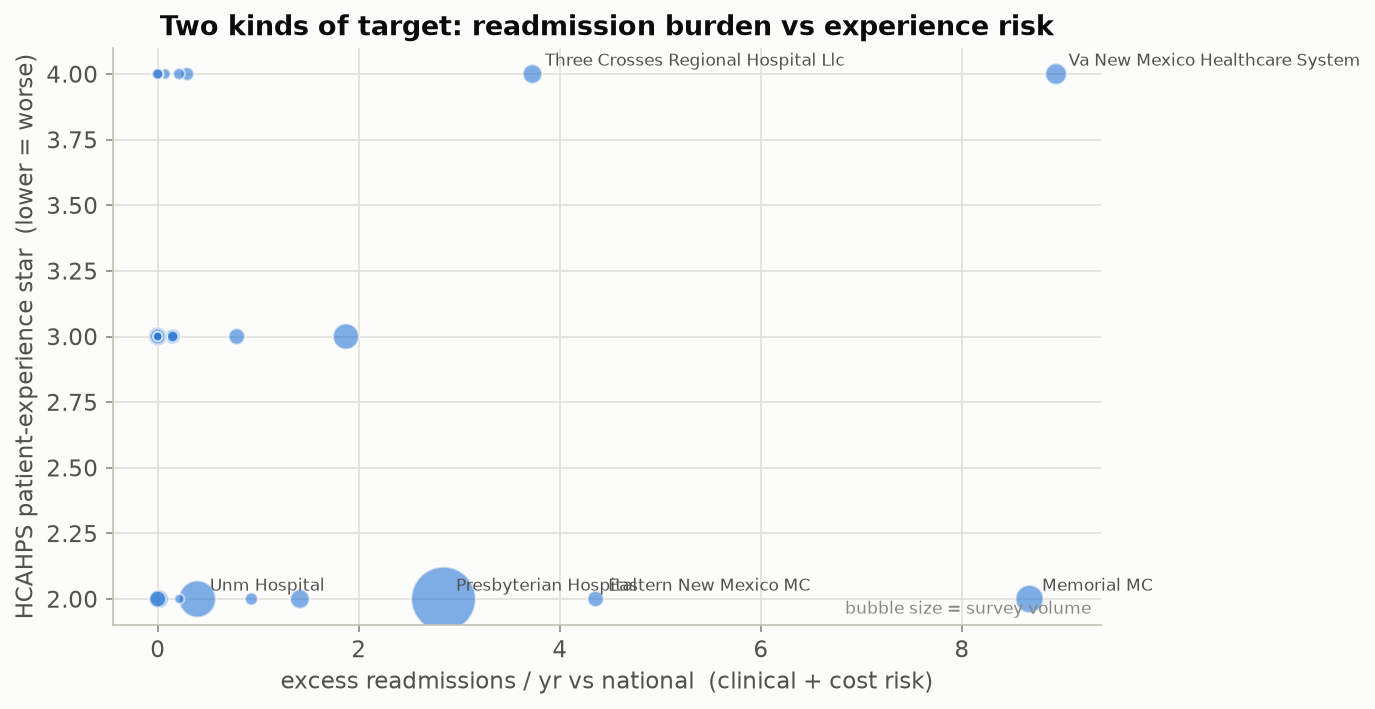 Two kinds of target: readmission burden vs experience risk
HCAHPS patient-experience star (lower = worse)
4.00
3.75
3.50
3.25
3.00
2.75
2.50
2.25
2.00
Three Crosses Regional Hospital Llc
Va New Mexico Healthcare System
Unm Hospital
Presbyterian Hospital
Eastern New Mexico MC
Memorial MC
bubble size = survey volume
0 2 4 6 8
excess readmissions / yr vs national (clinical + cost risk)